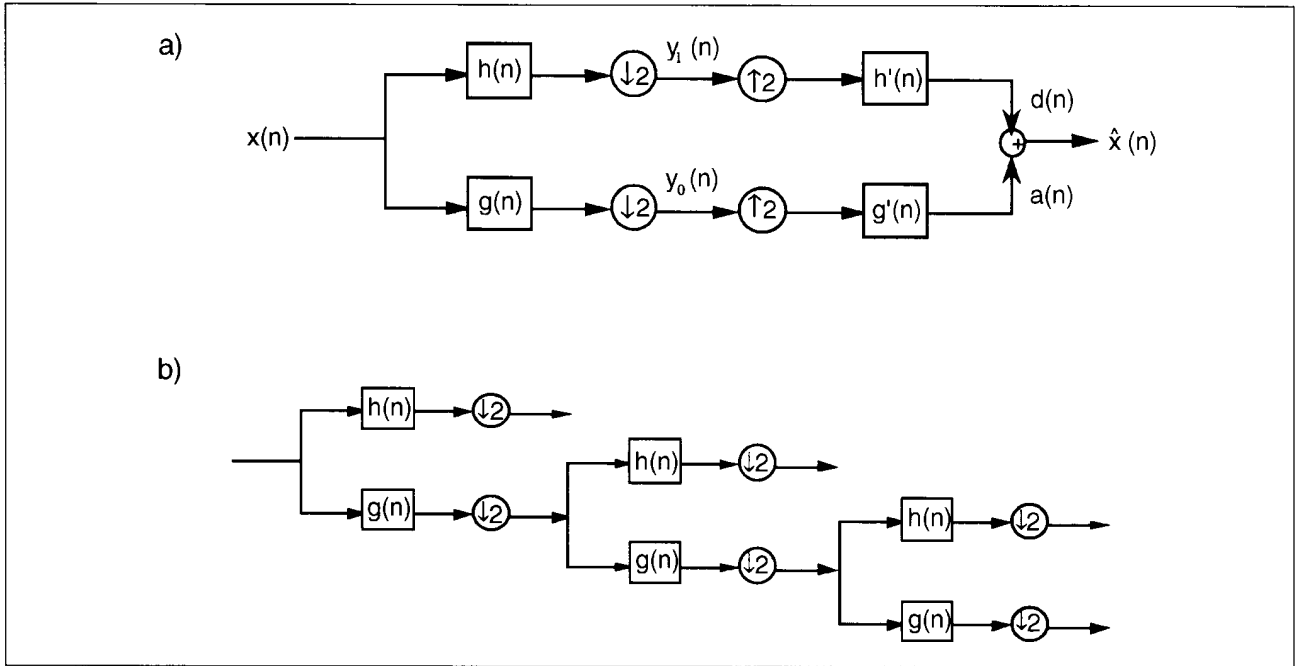 a)
h(n) ↓2 y₁(n) ↑2 h'(n)
d(n)
x(n) + x̂(n)
a(n)
g(n) ↓2 y₀(n) ↑2 g'(n)
b)
h(n) ↓2
h(n) ↓2
g(n) ↓2
h(n) ↓2
g(n) ↓2
g(n) ↓2